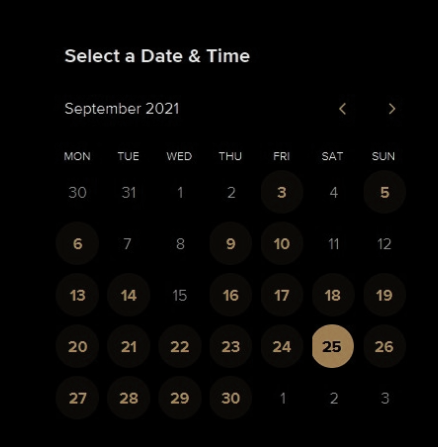 Select a Date & Time
September 2021
MON TUE WED THU FRI SAT SUN
30 31 1 2 3 4 5
6 7 8 9 10 11 12
13 14 15 16 17 18 19
20 21 22 23 24 25 26
27 28 29 30 1 2 3